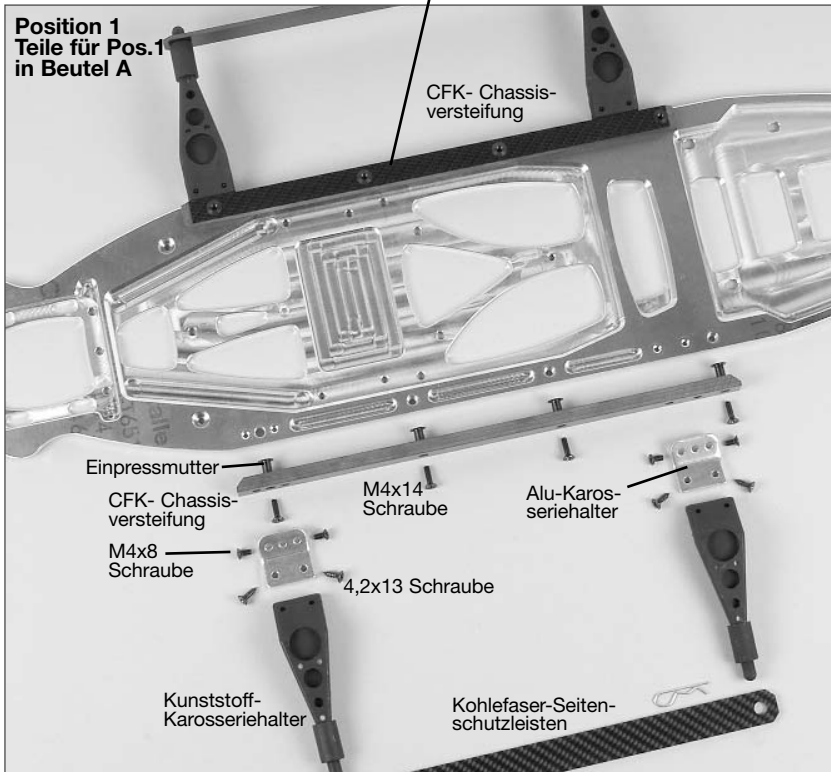 Position 1
Teile für Pos.1
in Beutel A
CFK- Chassis-
versteifung
Einpressmutter
CFK- Chassis-
versteifung
M4x14
Schraube
Alu-Karos-
seriehalter
M4x8
Schraube
4,2x13 Schraube
Kunststoff-
Karosseriehalter
Kohlefaser-Seiten-
schutzleisten